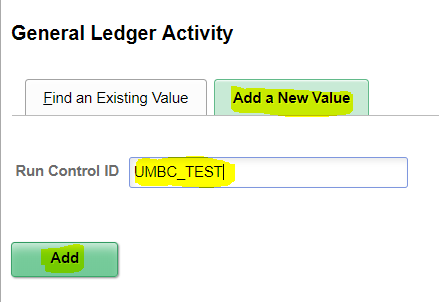 General Ledger Activity
Find an Existing Value Add a New Value
Run Control ID UMBC_TEST
Add